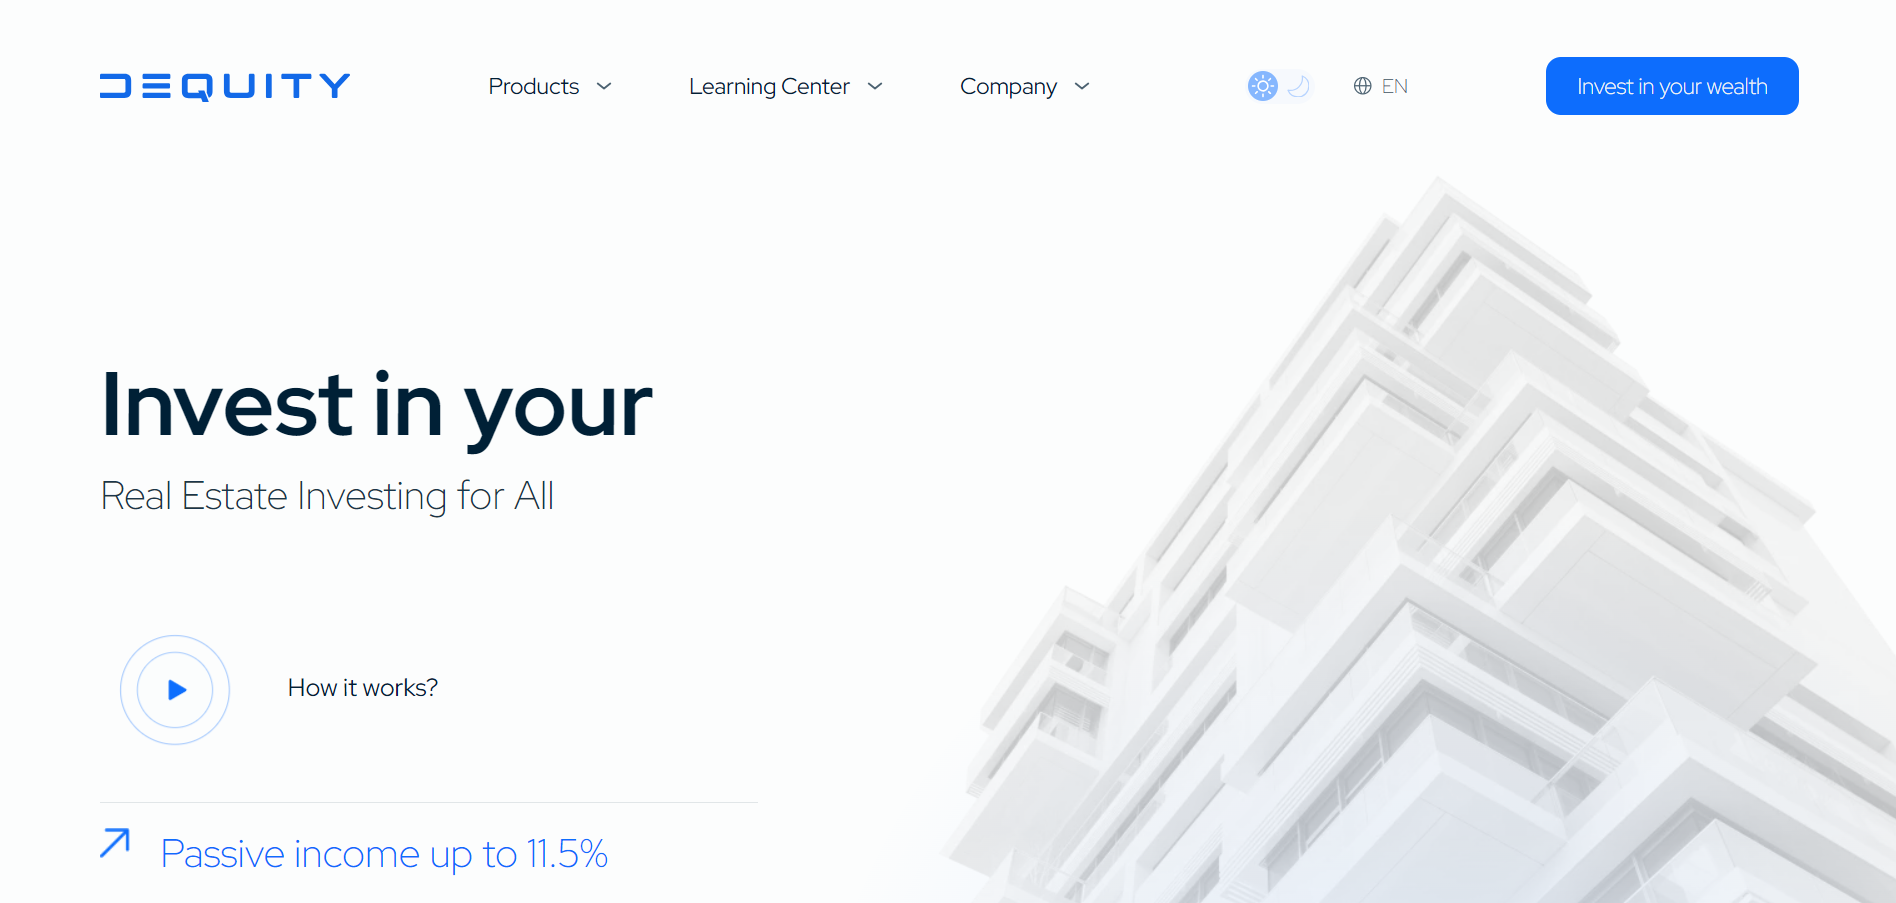 DEQUITY
Products
Learning Center
Company
EN
Invest in your wealth
Invest in your
Real Estate Investing for All
How it works?
Passive income up to 11.5%